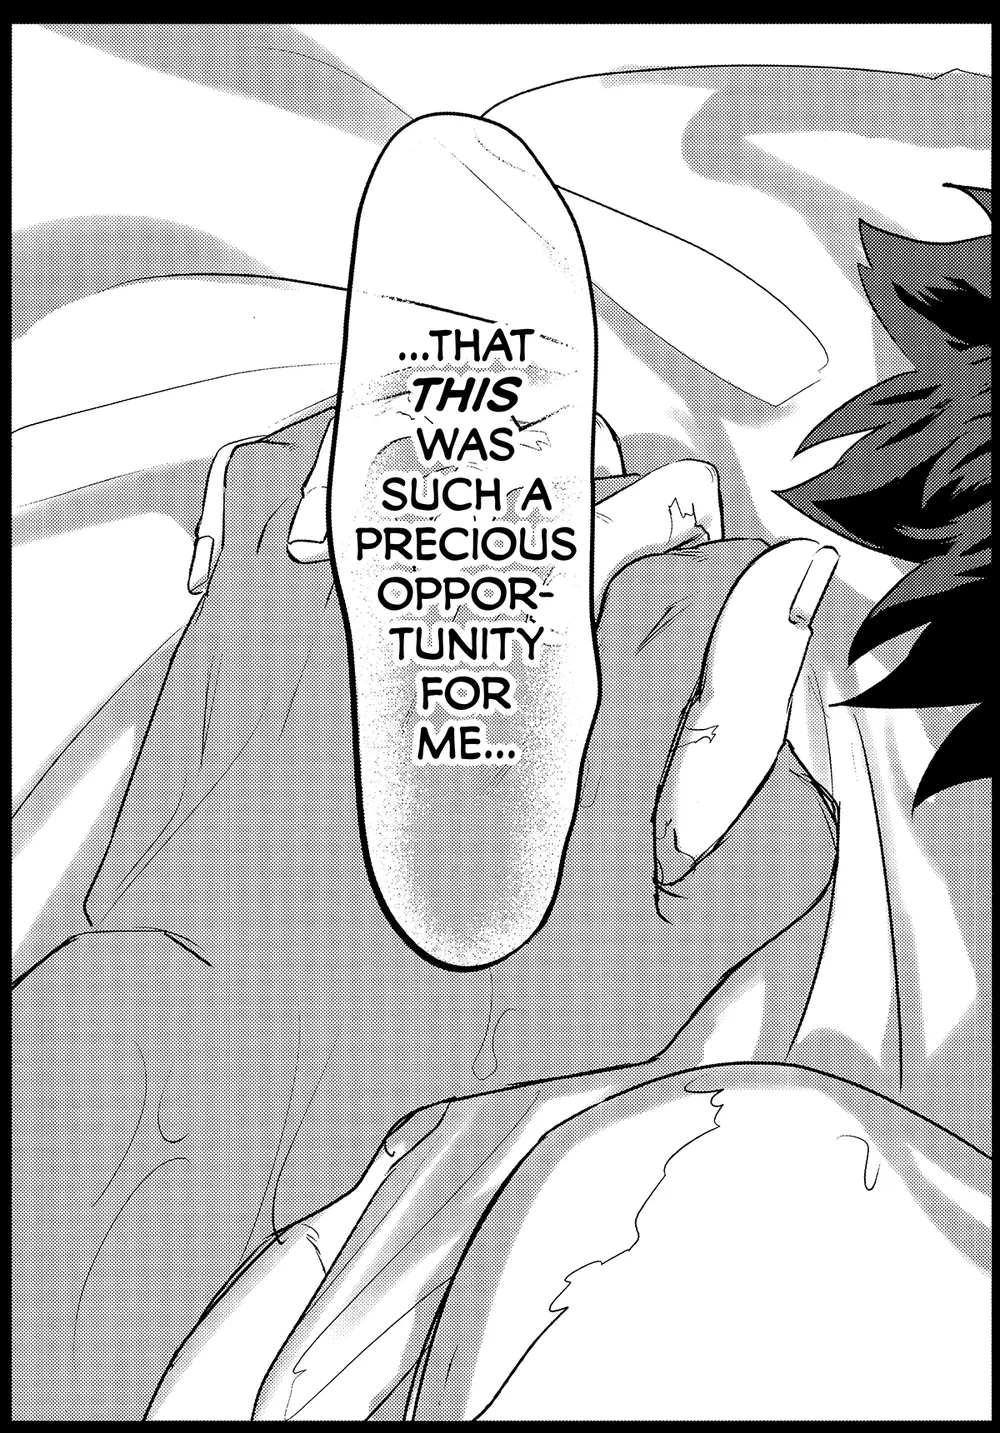 ...THAT
THIS
WAS
SUCH A
PRECIOUS
OPPOR-
TUNITY
FOR
ME...